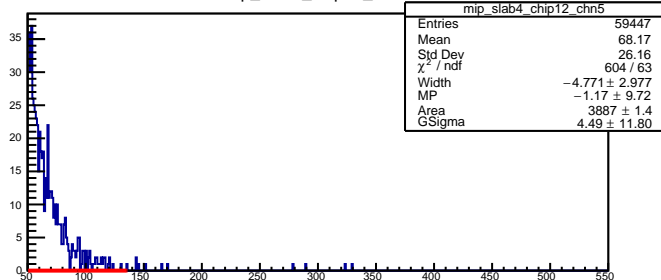 mip_slab4_chip12_chn5
Entries 59447
Mean 68.17
Std Dev 26.16
χ² / ndf 604 / 63
Width −4.771 ± 2.977
MP −1.17 ± 9.72
Area 3887 ± 1.4
GSigma 4.49 ± 11.80
35
30
25
20
15
10
5
0
50 100 150 200 250 300 350 400 450 500 550